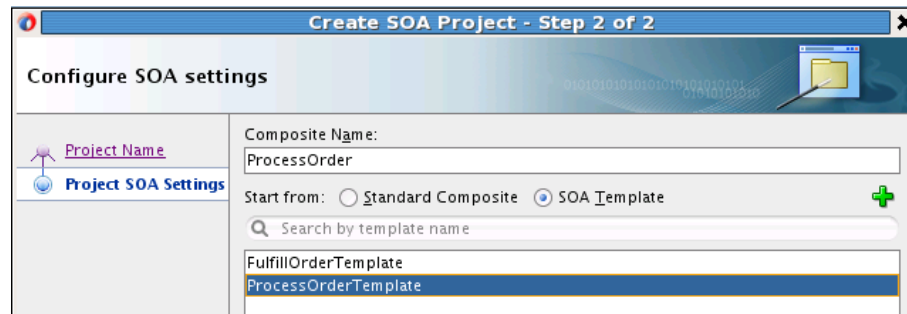 Create SOA Project - Step 2 of 2
Configure SOA settings
Project Name
Project SOA Settings
Composite Name:
ProcessOrder
Start from: Standard Composite SOA Template
Search by template name
FulfillOrderTemplate
ProcessOrderTemplate